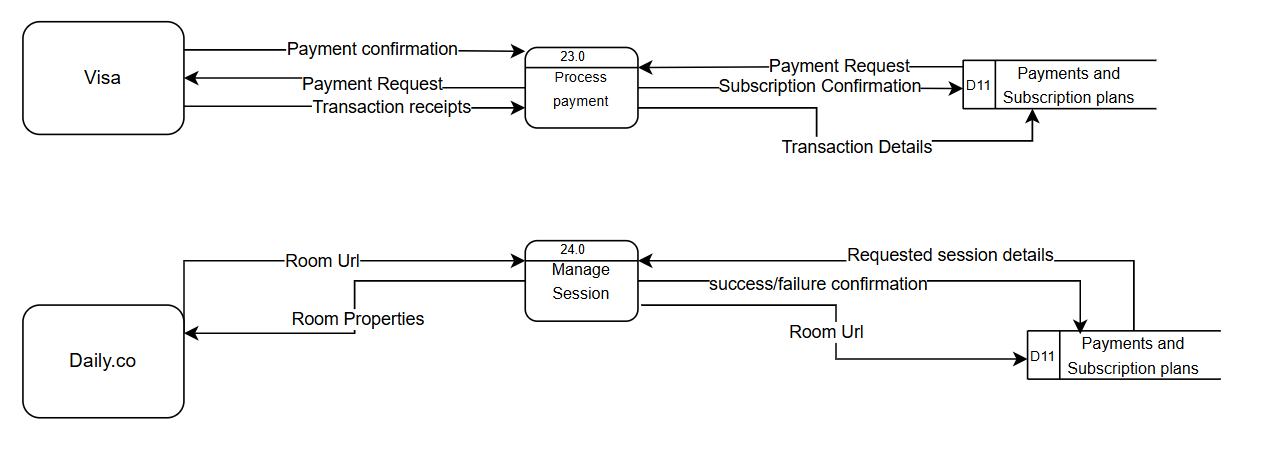 Visa
Payment confirmation
Payment Request
Transaction receipts
23.0
Process
payment
Payment Request
Subscription Confirmation
Transaction Details
D11
Payments and
Subscription plans
Daily.co
Room Url
Room Properties
24.0
Manage
Session
Requested session details
success/failure confirmation
Room Url
D11
Payments and
Subscription plans